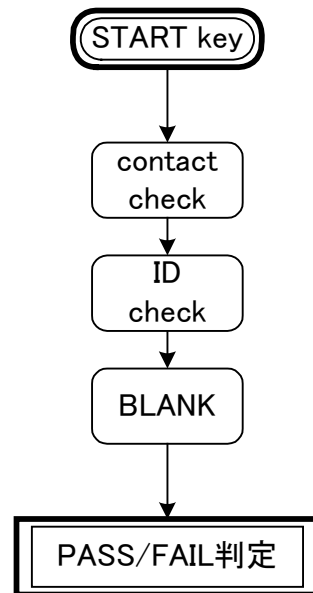 START key
contact
check
ID
check
BLANK
PASS/FAIL判定